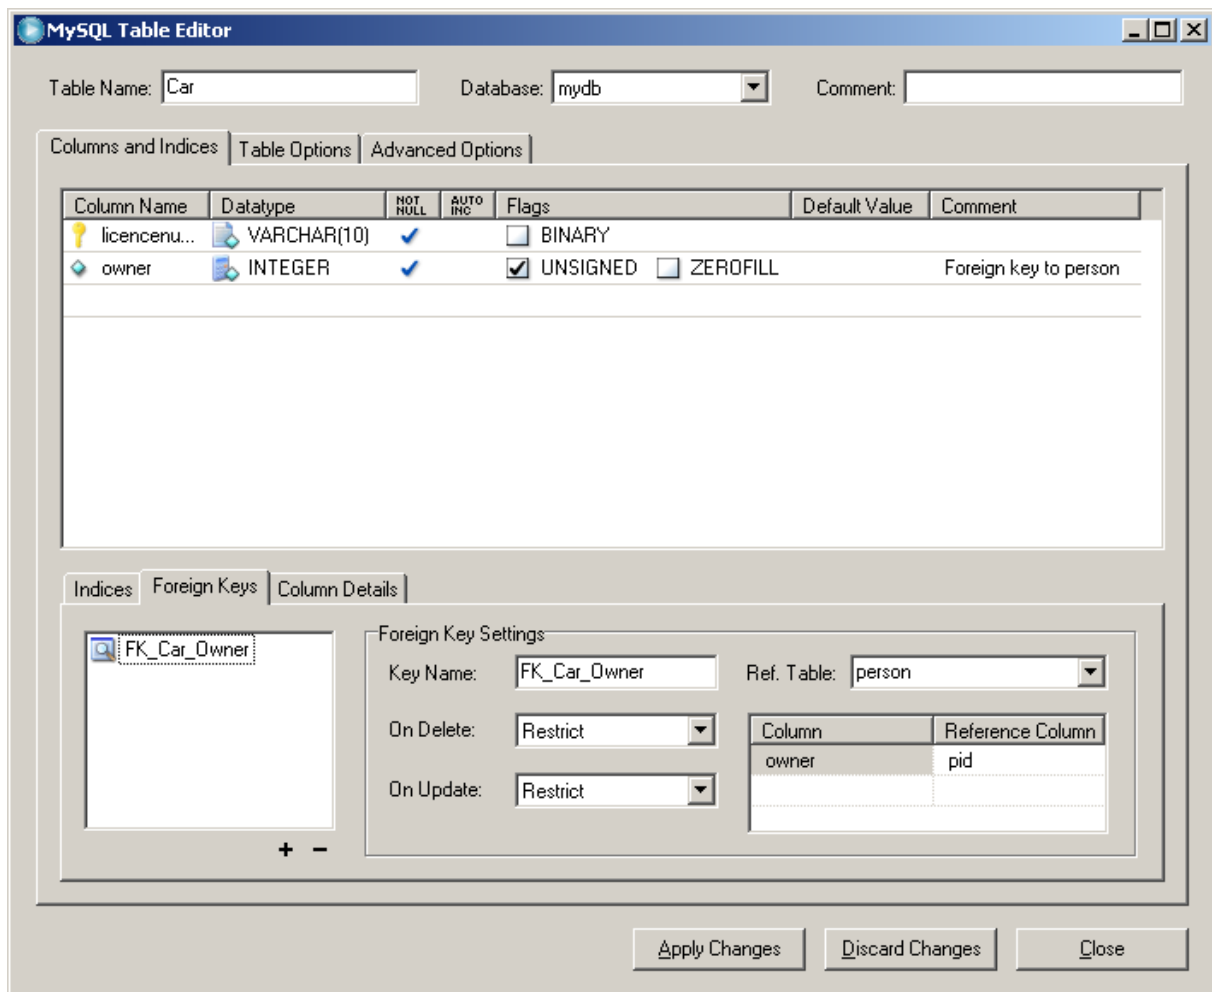 MySQL Table Editor
Table Name: Car Database: mydb Comment:
Columns and Indices Table Options Advanced Options
Column Name Datatype NOT NULL AUTO INC Flags Default Value Comment
licencenu... VARCHAR(10) BINARY
owner INTEGER UNSIGNED ZEROFILL Foreign key to person
Indices Foreign Keys Column Details
FK_Car_Owner
Foreign Key Settings
Key Name: FK_Car_Owner Ref. Table: person
On Delete: Restrict
Column Reference Column
owner pid
On Update: Restrict
+ −
Apply Changes Discard Changes Close